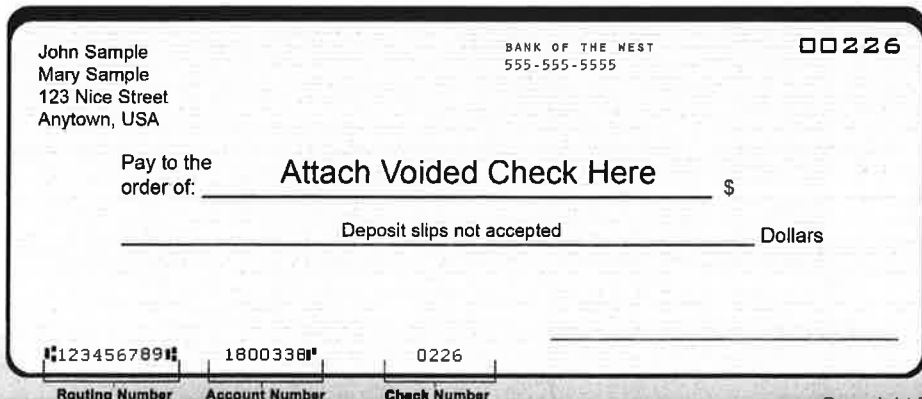 John Sample
Mary Sample
123 Nice Street
Anytown, USA
BANK OF THE WEST
555-555-5555
00226
Pay to the
order of: Attach Voided Check Here $
Deposit slips not accepted Dollars
⑆123456789⑆ 1800338⑈ 0226
Routing Number Account Number Check Number